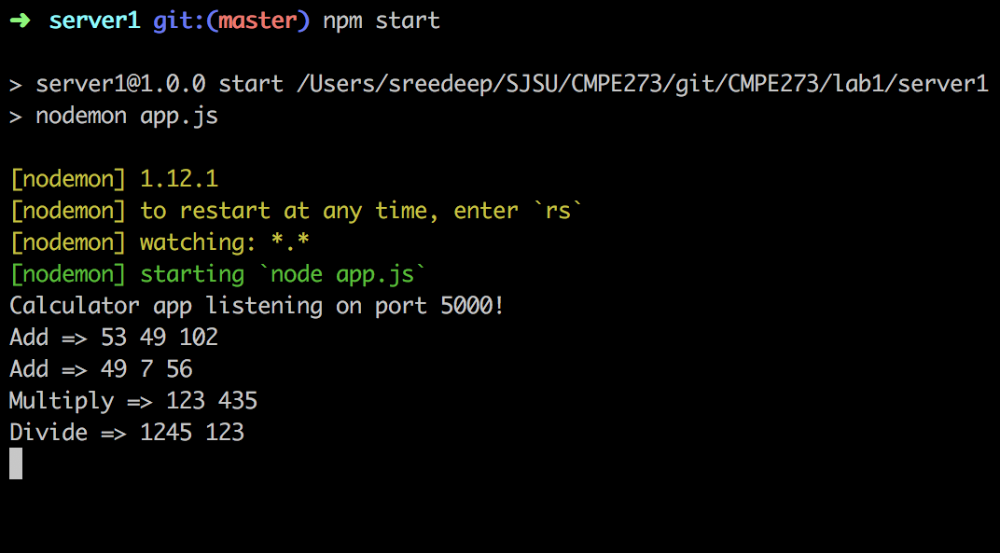 ➜ server1 git:(master) npm start
> server1@1.0.0 start /Users/sreedeep/SJSU/CMPE273/git/CMPE273/lab1/server1
> nodemon app.js
[nodemon] 1.12.1
[nodemon] to restart at any time, enter `rs`
[nodemon] watching: *.*
[nodemon] starting `node app.js`
Calculator app listening on port 5000!
Add => 53 49 102
Add => 49 7 56
Multiply => 123 435
Divide => 1245 123